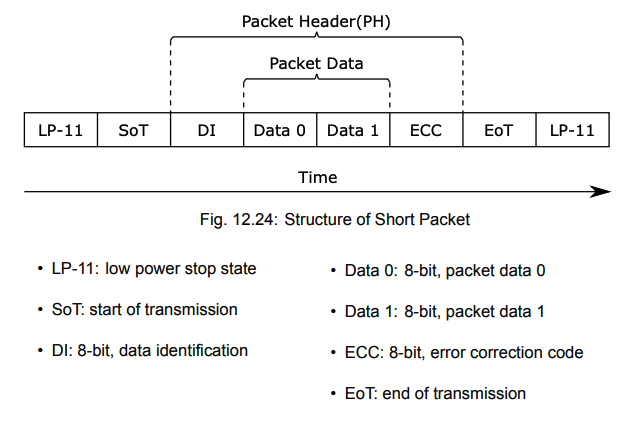 Packet Header(PH)
Packet Data
LP-11 SoT DI Data 0 Data 1 ECC EoT LP-11
Time
Fig. 12.24: Structure of Short Packet
• LP-11: low power stop state
• SoT: start of transmission
• DI: 8-bit, data identification
• Data 0: 8-bit, packet data 0
• Data 1: 8-bit, packet data 1
• ECC: 8-bit, error correction code
• EoT: end of transmission